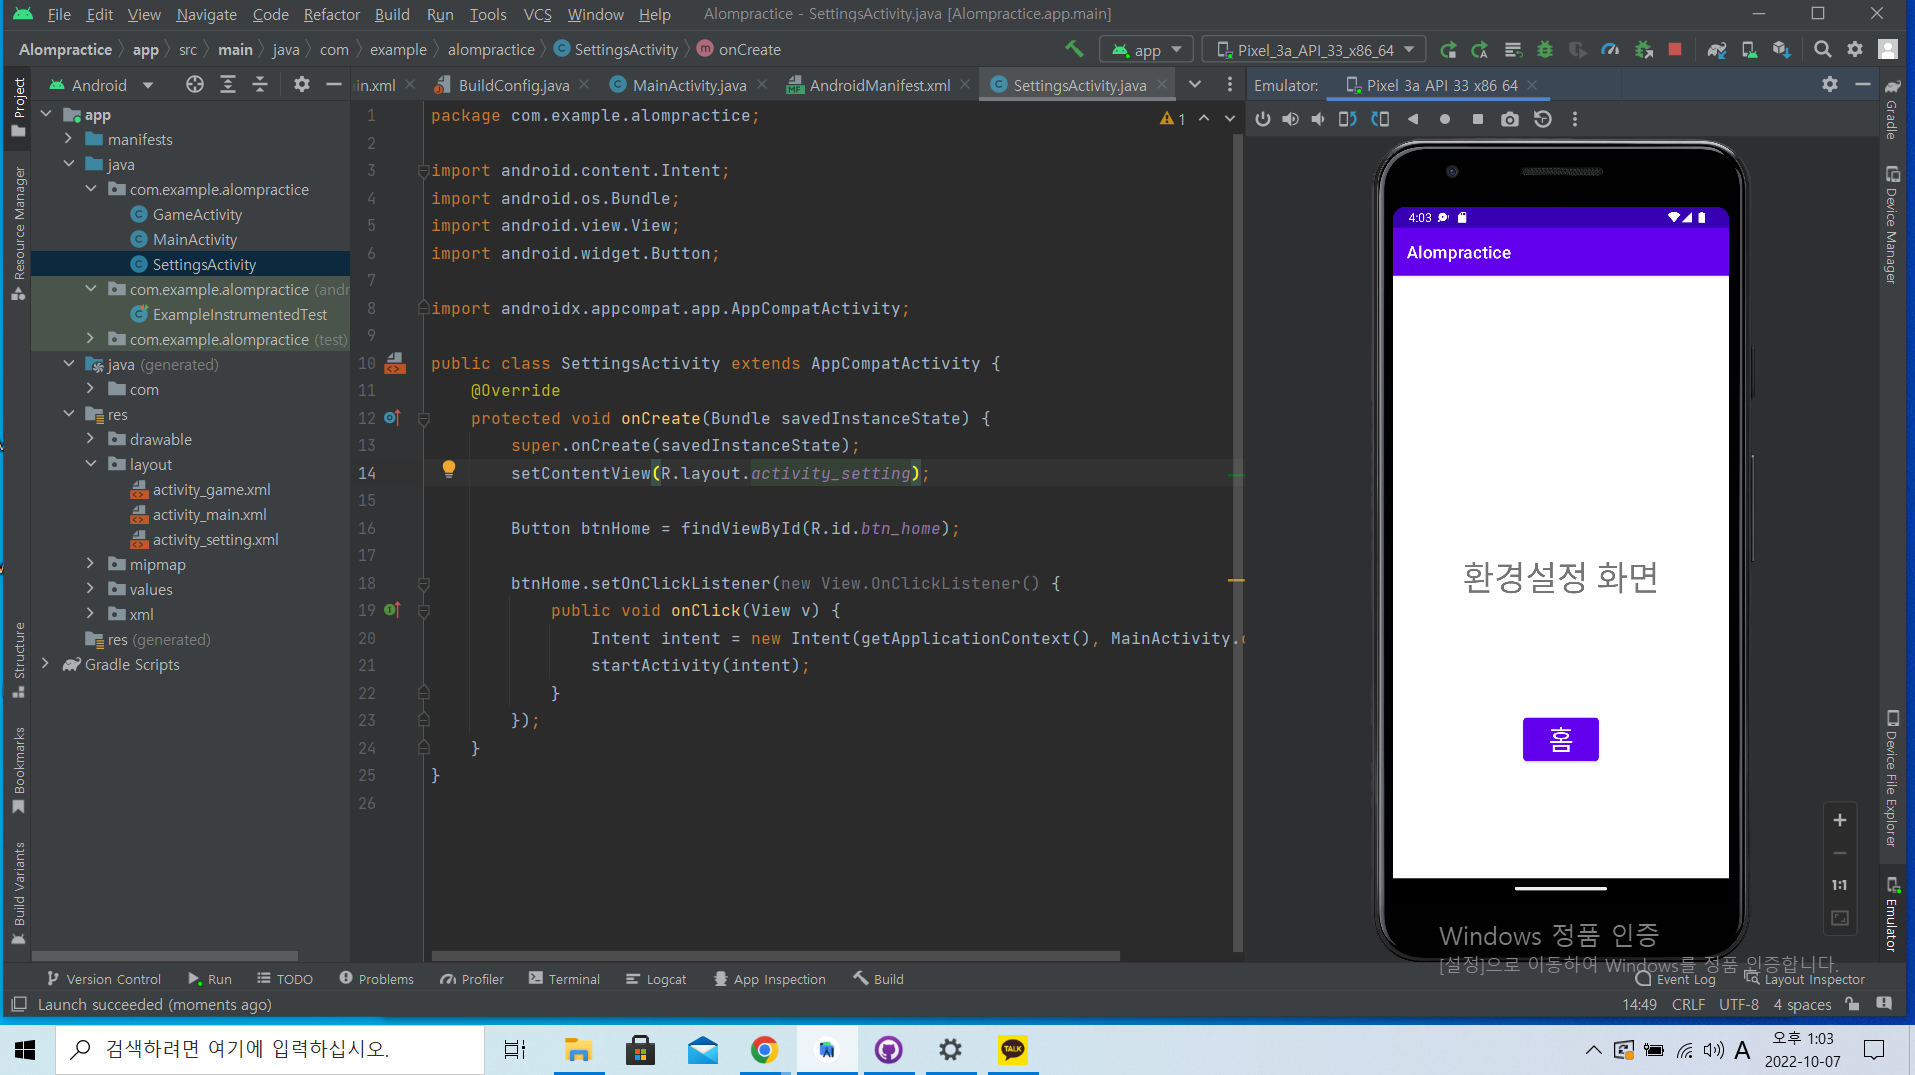 File Edit View Navigate Code Refactor Build Run Tools VCS Window Help Alompractice - SettingsActivity.java [Alompractice.app.main]
Alompractice app src main java com example alompractice SettingsActivity onCreate app Pixel_3a_API_33_x86_64
Android in.xml BuildConfig.java MainActivity.java AndroidManifest.xml SettingsActivity.java Emulator: Pixel 3a API 33 x86 64
Project
Resource Manager
Structure
Bookmarks
Build Variants
app
manifests
java
com.example.alompractice
GameActivity
MainActivity
SettingsActivity
com.example.alompractice (andr
ExampleInstrumentedTest
com.example.alompractice (test)
java (generated)
com
res
drawable
layout
activity_game.xml
activity_main.xml
activity_setting.xml
mipmap
values
xml
res (generated)
Gradle Scripts
1 package com.example.alompractice; 1
2
3 import android.content.Intent;
4 import android.os.Bundle;
5 import android.view.View;
6 import android.widget.Button;
7
8 import androidx.appcompat.app.AppCompatActivity;
9
10 public class SettingsActivity extends AppCompatActivity {
11 @Override
12 protected void onCreate(Bundle savedInstanceState) {
13 super.onCreate(savedInstanceState);
14 setContentView(R.layout.activity_setting);
15
16 Button btnHome = findViewById(R.id.btn_home);
17
18 btnHome.setOnClickListener(new View.OnClickListener() {
19 public void onClick(View v) {
20 Intent intent = new Intent(getApplicationContext(), MainActivity.c
21 startActivity(intent);
22 }
23 });
24 }
25 }
26
4:03
Alompractice
환경설정 화면
홈
1:1
Gradle
Device Manager
Device File Explorer
Emulator
Windows 정품 인증
[설정]으로 이동하여 Windows를 정품 인증합니다.
Version Control Run TODO Problems Profiler Terminal Logcat App Inspection Build Event Log Layout Inspector
Launch succeeded (moments ago) 14:49 CRLF UTF-8 4 spaces
검색하려면 여기에 입력하십시오. TALK A 오후 1:03
2022-10-07